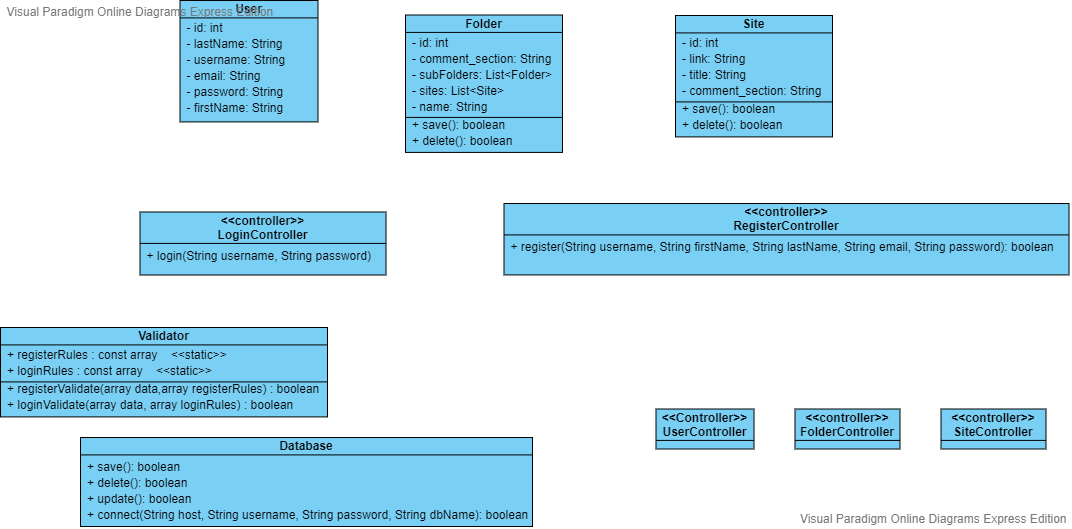 Visual Paradigm Online Diagrams Express Edition
User
- id: int
- lastName: String
- username: String
- email: String
- password: String
- firstName: String
Folder
- id: int
- comment_section: String
- subFolders: List<Folder>
- sites: List<Site>
- name: String
+ save(): boolean
+ delete(): boolean
Site
- id: int
- link: String
- title: String
- comment_section: String
+ save(): boolean
+ delete(): boolean
<<controller>>
LoginController
+ login(String username, String password)
<<controller>>
RegisterController
+ register(String username, String firstName, String lastName, String email, String password): boolean
Validator
+ registerRules : const array <<static>>
+ loginRules : const array <<static>>
+ registerValidate(array data,array registerRules) : boolean
+ loginValidate(array data, array loginRules) : boolean
<<Controller>>
UserController
<<controller>>
FolderController
<<controller>>
SiteController
Database
+ save(): boolean
+ delete(): boolean
+ update(): boolean
+ connect(String host, String username, String password, String dbName): boolean
Visual Paradigm Online Diagrams Express Edition